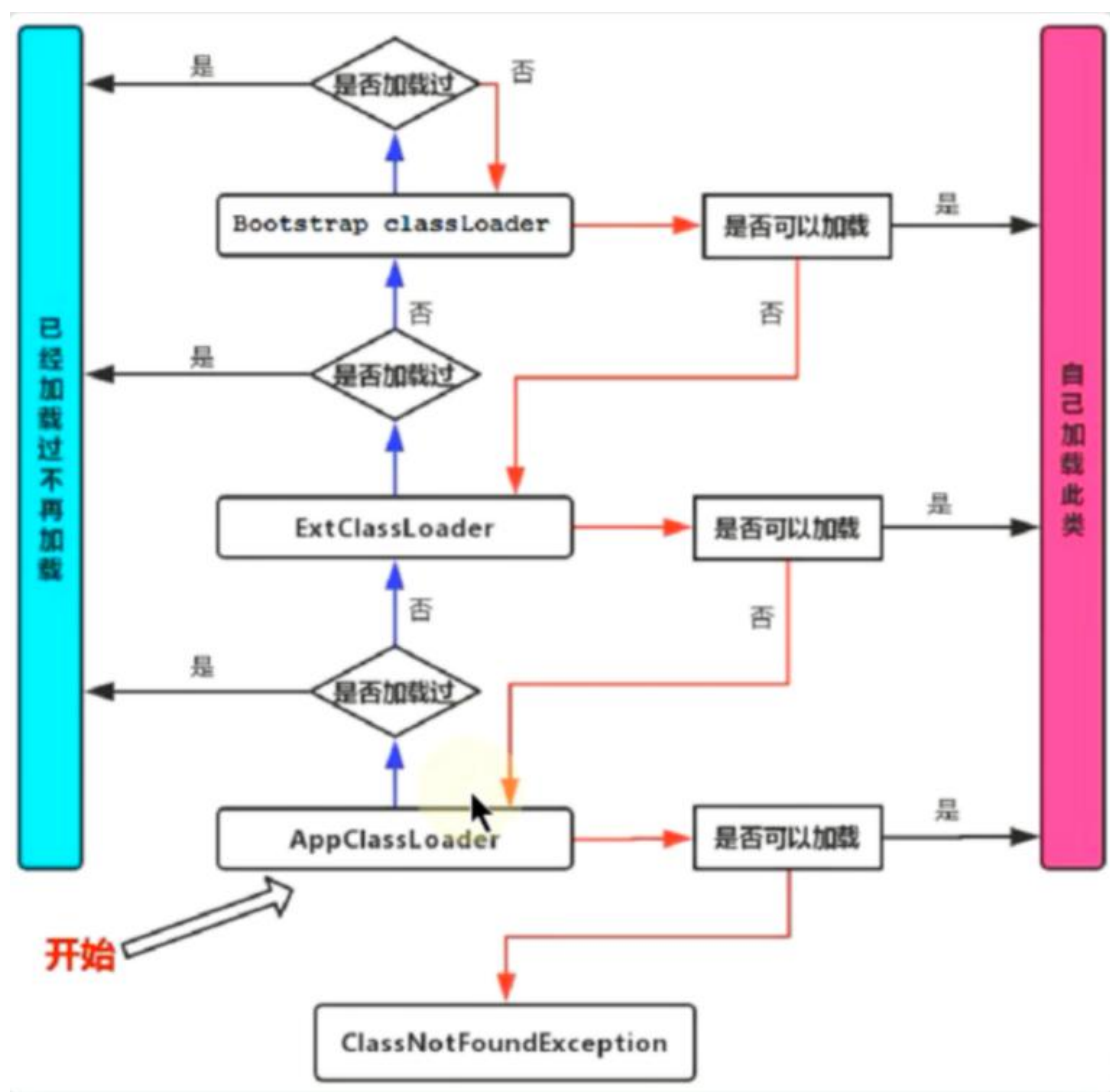 是
是否加载过
否
Bootstrap classLoader
是否可以加载
是
否
否
是
是否加载过
已经加载过不再加载
自己加载此类
ExtClassLoader
是否可以加载
是
否
否
是
是否加载过
AppClassLoader
是否可以加载
是
开始
ClassNotFoundException